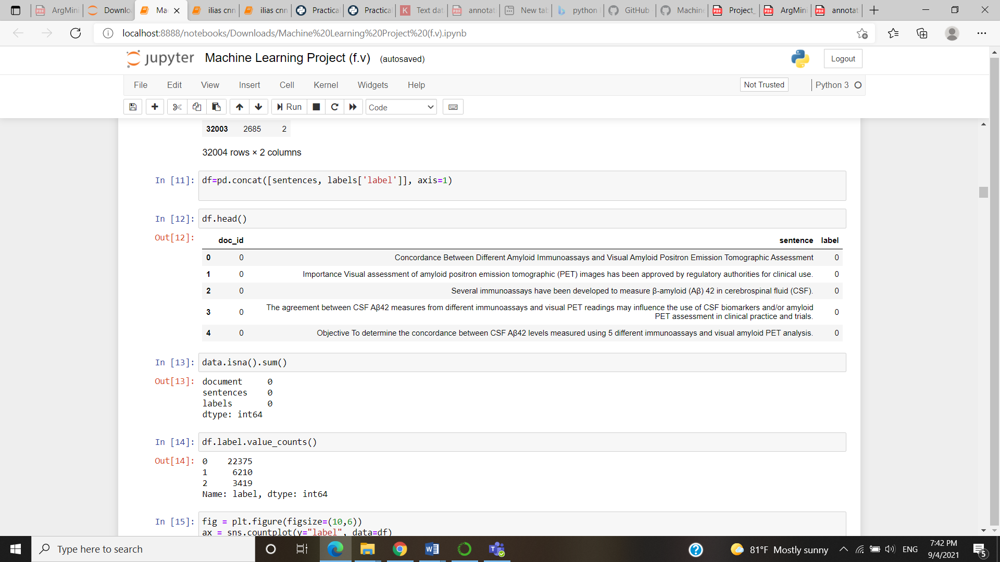 ArgMini
Downlo
Ma
ilias cnn
ilias cnn
Practical
Practical
Text dat
annotat
New tab
python
GitHub
Machine
Project_
ArgMini
annotat
localhost:8888/notebooks/Downloads/Machine%20Learning%20Project%20(f.v).ipynb
jupyter Machine Learning Project (f.v) (autosaved)
Logout
File Edit View Insert Cell Kernel Widgets Help
Not Trusted
Python 3
Run
Code
32003 2685 2
32004 rows × 2 columns
In [11]: df=pd.concat([sentences, labels['label']], axis=1)
In [12]: df.head()
Out[12]:
doc_id sentence label
0 0 Concordance Between Different Amyloid Immunoassays and Visual Amyloid Positron Emission Tomographic Assessment 0
1 0 Importance Visual assessment of amyloid positron emission tomographic (PET) images has been approved by regulatory authorities for clinical use. 0
2 0 Several immunoassays have been developed to measure β-amyloid (Aβ) 42 in cerebrospinal fluid (CSF). 0
3 0 The agreement between CSF Aβ42 measures from different immunoassays and visual PET readings may influence the use of CSF biomarkers and/or amyloid
PET assessment in clinical practice and trials. 0
4 0 Objective To determine the concordance between CSF Aβ42 levels measured using 5 different immunoassays and visual amyloid PET analysis. 0
In [13]: data.isna().sum()
Out[13]: document 0
sentences 0
labels 0
dtype: int64
In [14]: df.label.value_counts()
Out[14]: 0 22375
1 6210
2 3419
Name: label, dtype: int64
In [15]: fig = plt.figure(figsize=(10,6))
ax = sns.countplot(y="label", data=df)
Type here to search
81°F Mostly sunny
ENG
7:42 PM
9/4/2021
5